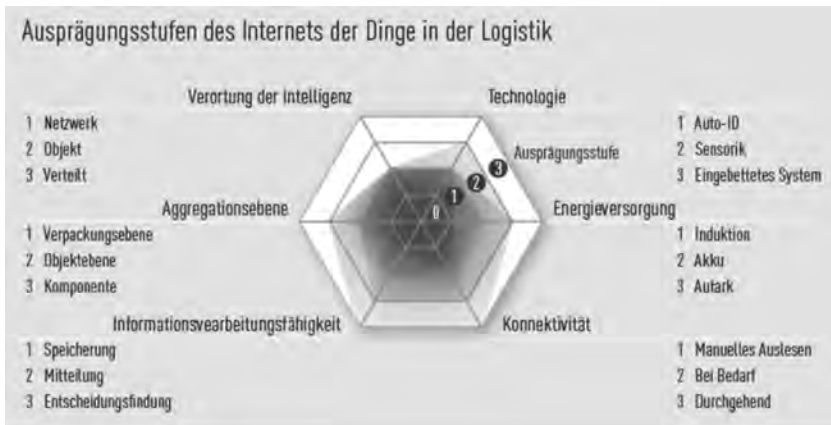 Ausprägungsstufen des Internets der Dinge in der Logistik
Verortung der Intelligenz
1 Netzwerk
2 Objekt
3 Verteilt
Technologie
1 Auto-ID
2 Sensorik
3 Eingebettetes System
Ausprägungsstufe
0
1
2
3
Aggregationsebene
1 Verpackungsebene
2 Objektebene
3 Komponente
Energieversorgung
1 Induktion
2 Akku
3 Autark
Informationsvearbeitungsfähigkeit
1 Speicherung
2 Mitteilung
3 Entscheidungsfindung
Konnektivität
1 Manuelles Auslesen
2 Bei Bedarf
3 Durchgehend